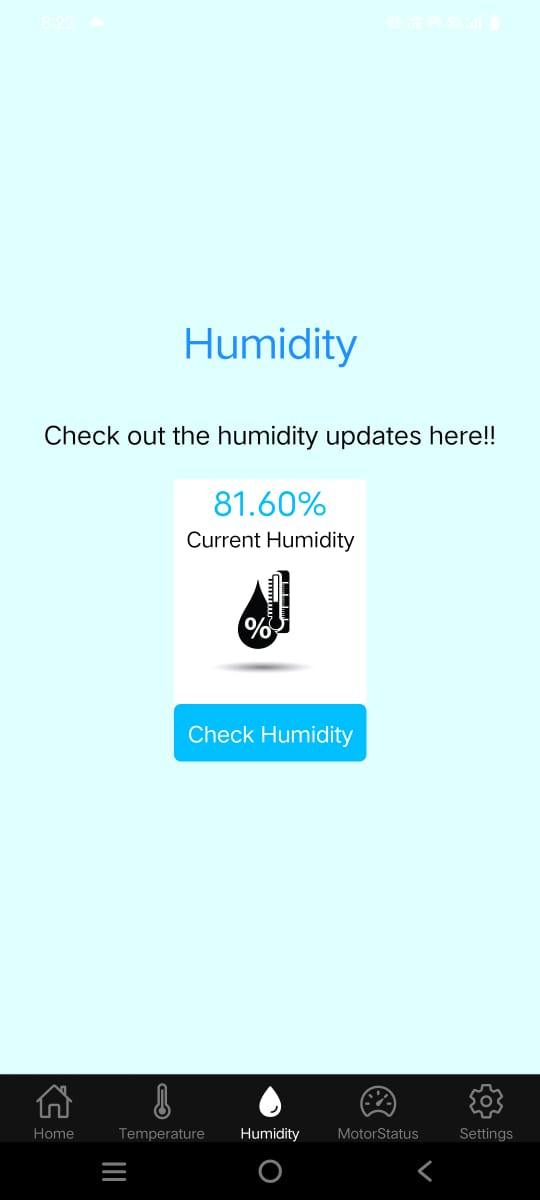 8:22
Humidity
Check out the humidity updates here!!
81.60%
Current Humidity
%
Check Humidity
Home Temperature Humidity MotorStatus Settings